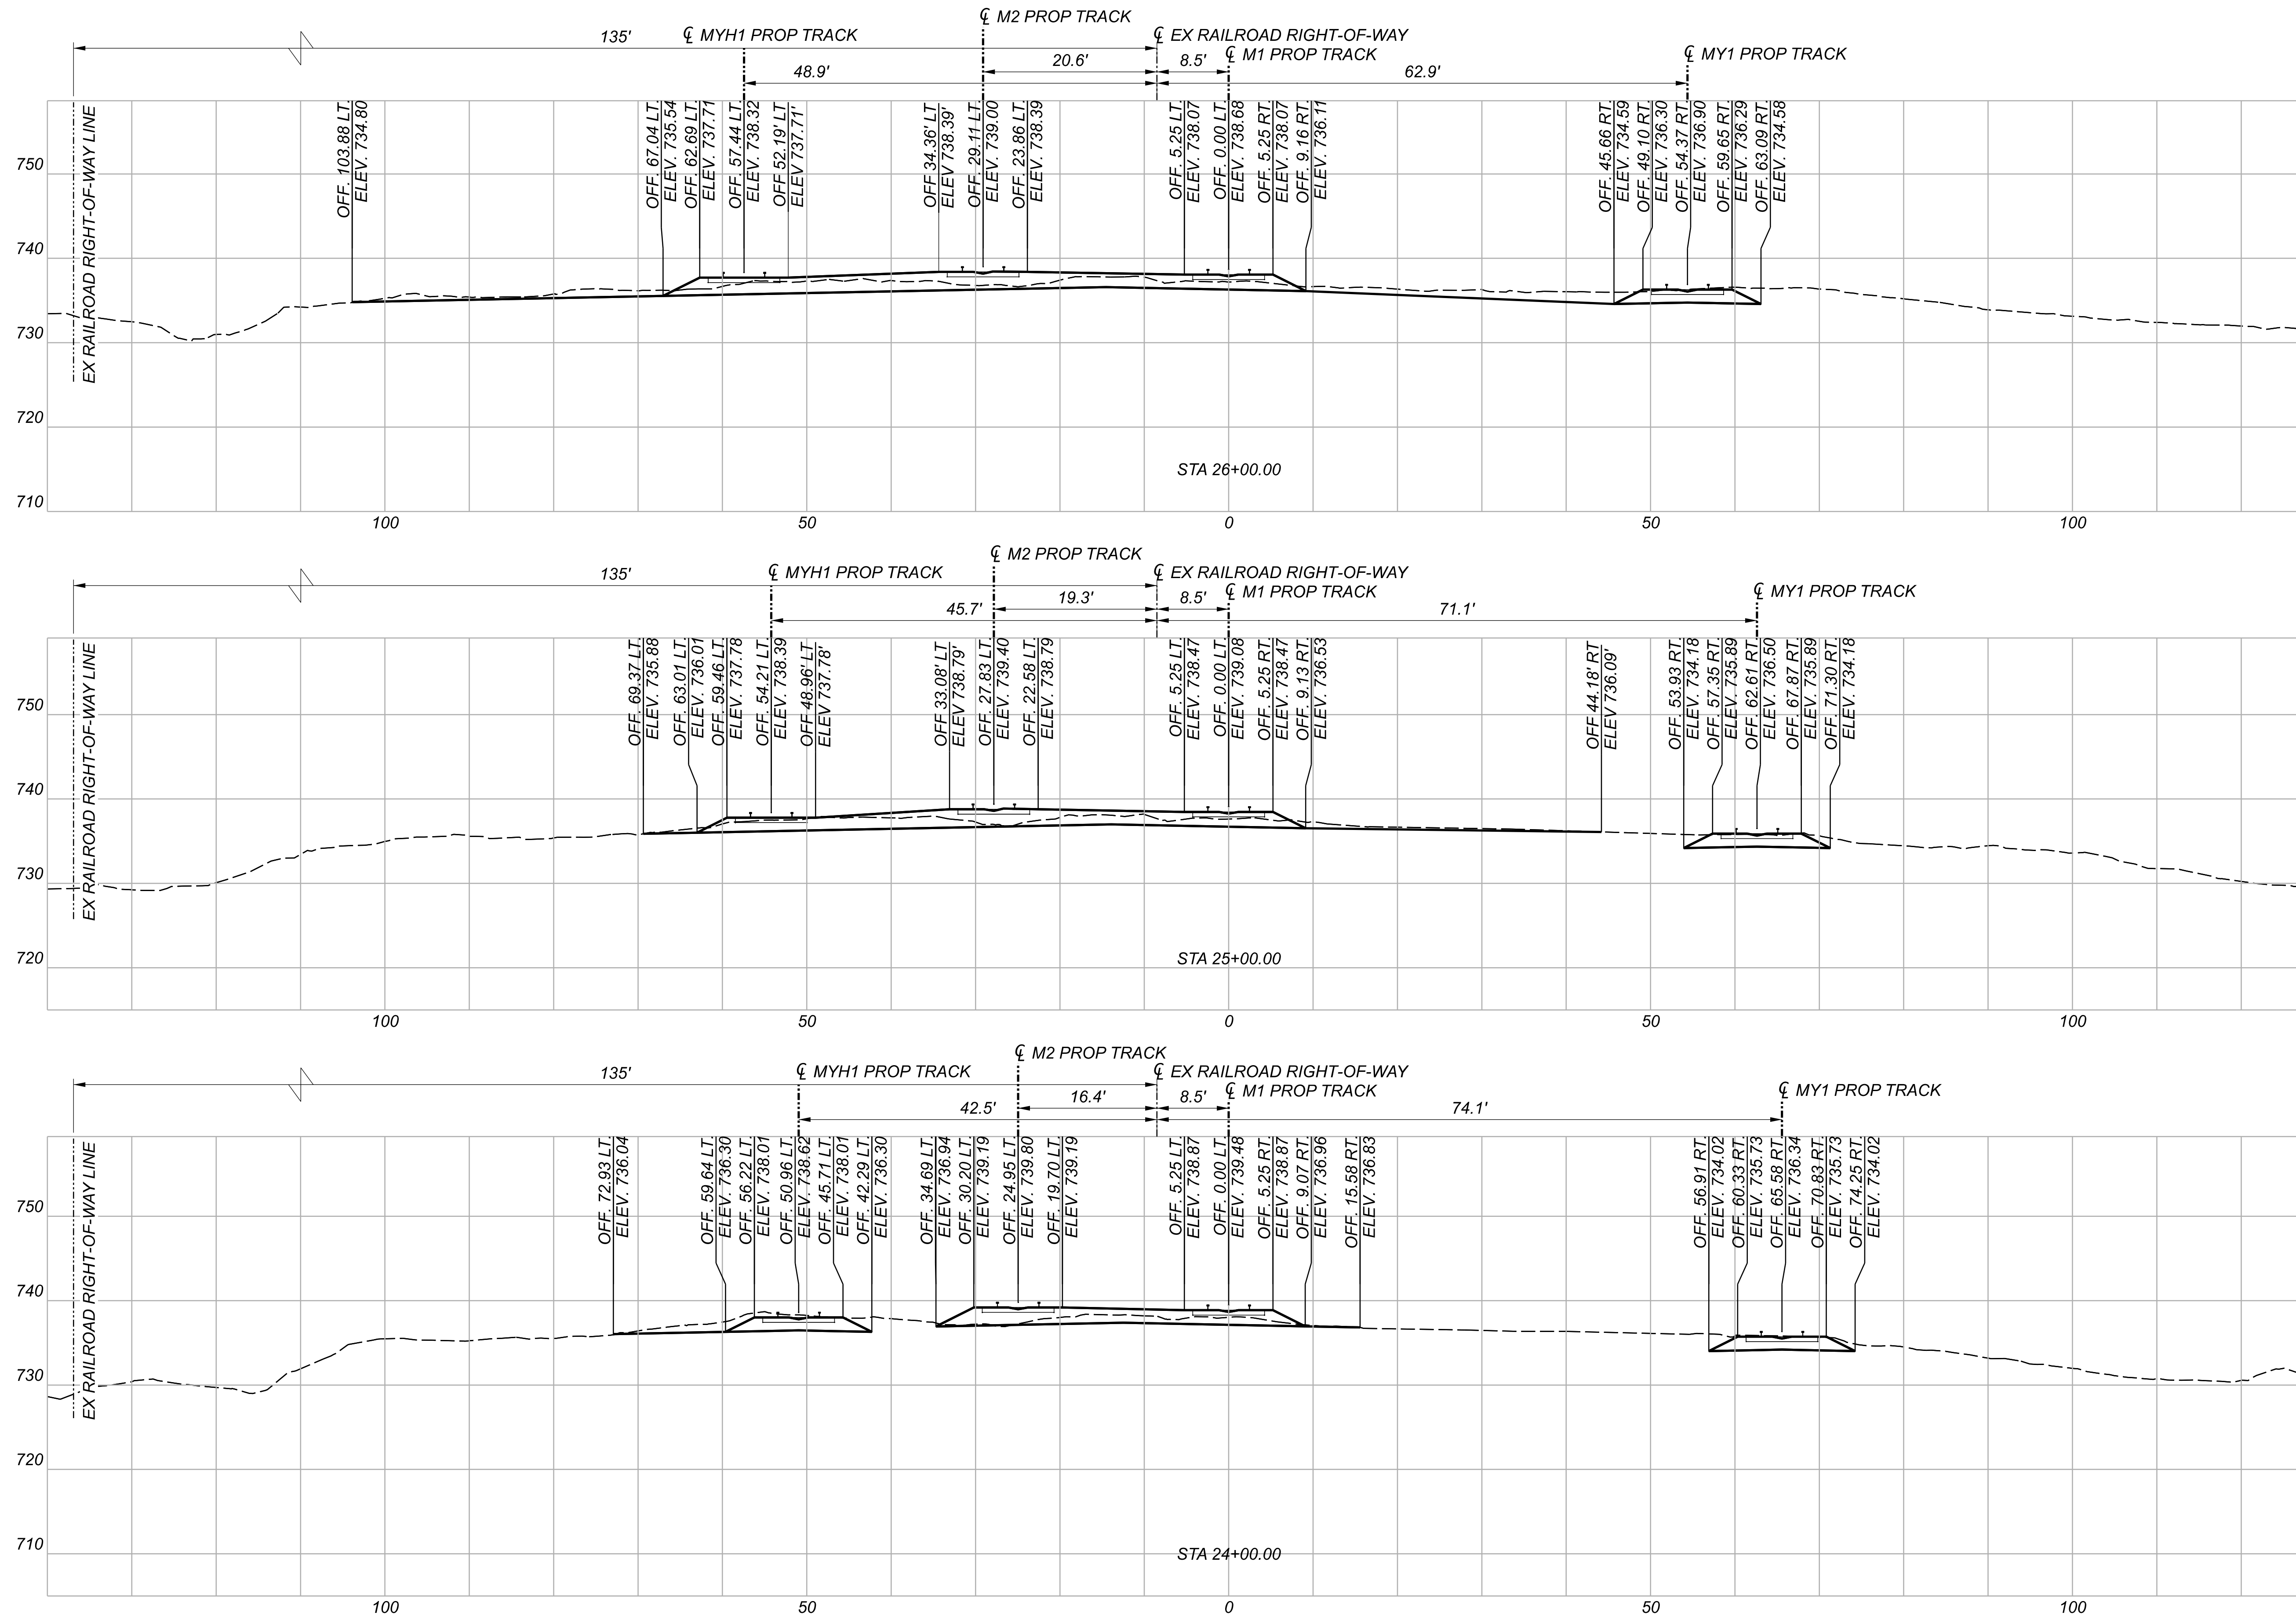 ℄ M2 PROP TRACK
135'
℄ MYH1 PROP TRACK
℄ EX RAILROAD RIGHT-OF-WAY
℄ M1 PROP TRACK
℄ MY1 PROP TRACK
20.6'
8.5'
48.9'
62.9'
EX RAILROAD RIGHT-OF-WAY LINE
OFF. 103.88 LT.
ELEV. 734.80
OFF. 67.04 LT.
ELEV. 735.54
OFF. 62.69 LT.
ELEV. 737.71
OFF. 57.44 LT.
ELEV. 738.32
OFF 52.19' LT
ELEV 737.71'
OFF 34.36' LT
ELEV 738.39'
OFF. 29.11 LT.
ELEV. 739.00
OFF. 23.86 LT.
ELEV. 738.39
OFF. 5.25 LT.
ELEV. 738.07
OFF. 0.00 LT.
ELEV. 738.68
OFF. 5.25 RT.
ELEV. 738.07
OFF. 9.16 RT.
ELEV. 736.11
OFF. 45.66 RT.
ELEV. 734.59
OFF. 49.10 RT.
ELEV. 736.30
OFF. 54.37 RT.
ELEV. 736.90
OFF. 59.65 RT.
ELEV. 736.29
OFF. 63.09 RT.
ELEV. 734.58
750
740
730
720
710
STA 26+00.00
100
50
0
50
100
℄ M2 PROP TRACK
135'
℄ MYH1 PROP TRACK
℄ EX RAILROAD RIGHT-OF-WAY
℄ M1 PROP TRACK
℄ MY1 PROP TRACK
19.3'
8.5'
45.7'
71.1'
EX RAILROAD RIGHT-OF-WAY LINE
OFF. 69.37 LT.
ELEV. 735.88
OFF. 63.01 LT.
ELEV. 736.01
OFF. 59.46 LT.
ELEV. 737.78
OFF. 54.21 LT.
ELEV. 738.39
OFF 48.96' LT
ELEV 737.78'
OFF 33.08' LT
ELEV 738.79'
OFF. 27.83 LT.
ELEV. 739.40
OFF. 22.58 LT.
ELEV. 738.79
OFF. 5.25 LT.
ELEV. 738.47
OFF. 0.00 LT.
ELEV. 739.08
OFF. 5.25 RT.
ELEV. 738.47
OFF. 9.13 RT.
ELEV. 736.53
OFF 44.18' RT
ELEV 736.09'
OFF. 53.93 RT.
ELEV. 734.18
OFF. 57.35 RT.
ELEV. 735.89
OFF. 62.61 RT.
ELEV. 736.50
OFF. 67.87 RT.
ELEV. 735.89
OFF. 71.30 RT.
ELEV. 734.18
750
740
730
720
STA 25+00.00
100
50
0
50
100
℄ M2 PROP TRACK
135'
℄ MYH1 PROP TRACK
℄ EX RAILROAD RIGHT-OF-WAY
℄ M1 PROP TRACK
℄ MY1 PROP TRACK
16.4'
8.5'
42.5'
74.1'
EX RAILROAD RIGHT-OF-WAY LINE
OFF. 72.93 LT.
ELEV. 736.04
OFF. 59.64 LT.
ELEV. 736.30
OFF. 56.22 LT.
ELEV. 738.01
OFF. 50.96 LT.
ELEV. 738.62
OFF. 45.71 LT.
ELEV. 738.01
OFF. 42.29 LT.
ELEV. 736.30
OFF. 34.69 LT.
ELEV. 736.94
OFF. 30.20 LT.
ELEV. 739.19
OFF. 24.95 LT.
ELEV. 739.80
OFF. 19.70 LT.
ELEV. 739.19
OFF. 5.25 LT.
ELEV. 738.87
OFF. 0.00 LT.
ELEV. 739.48
OFF. 5.25 RT.
ELEV. 738.87
OFF. 9.07 RT.
ELEV. 736.96
OFF. 15.58 RT.
ELEV. 736.83
OFF. 56.91 RT.
ELEV. 734.02
OFF. 60.33 RT.
ELEV. 735.73
OFF. 65.58 RT.
ELEV. 736.34
OFF. 70.83 RT.
ELEV. 735.73
OFF. 74.25 RT.
ELEV. 734.02
750
740
730
720
710
STA 24+00.00
100
50
0
50
100